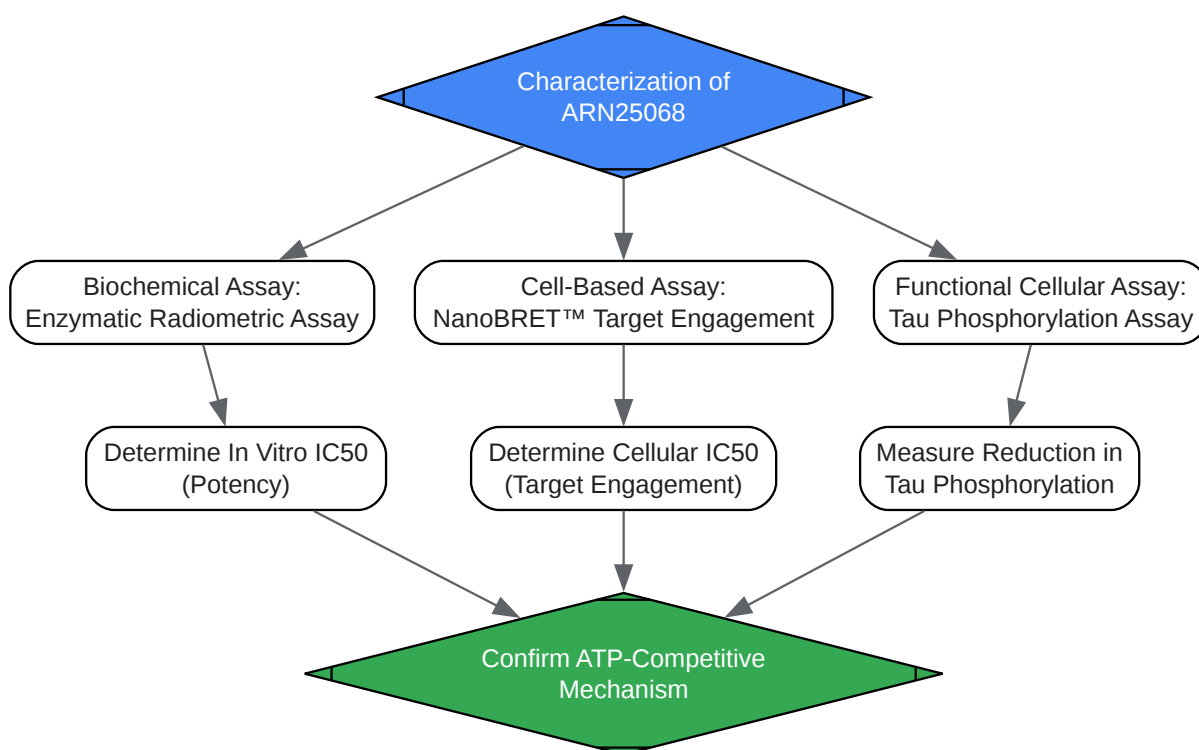 Characterization of
ARN25068
Biochemical Assay:
Enzymatic Radiometric Assay
Cell-Based Assay:
NanoBRET™ Target Engagement
Functional Cellular Assay:
Tau Phosphorylation Assay
Determine In Vitro IC50
(Potency)
Determine Cellular IC50
(Target Engagement)
Measure Reduction in
Tau Phosphorylation
Confirm ATP-Competitive
Mechanism